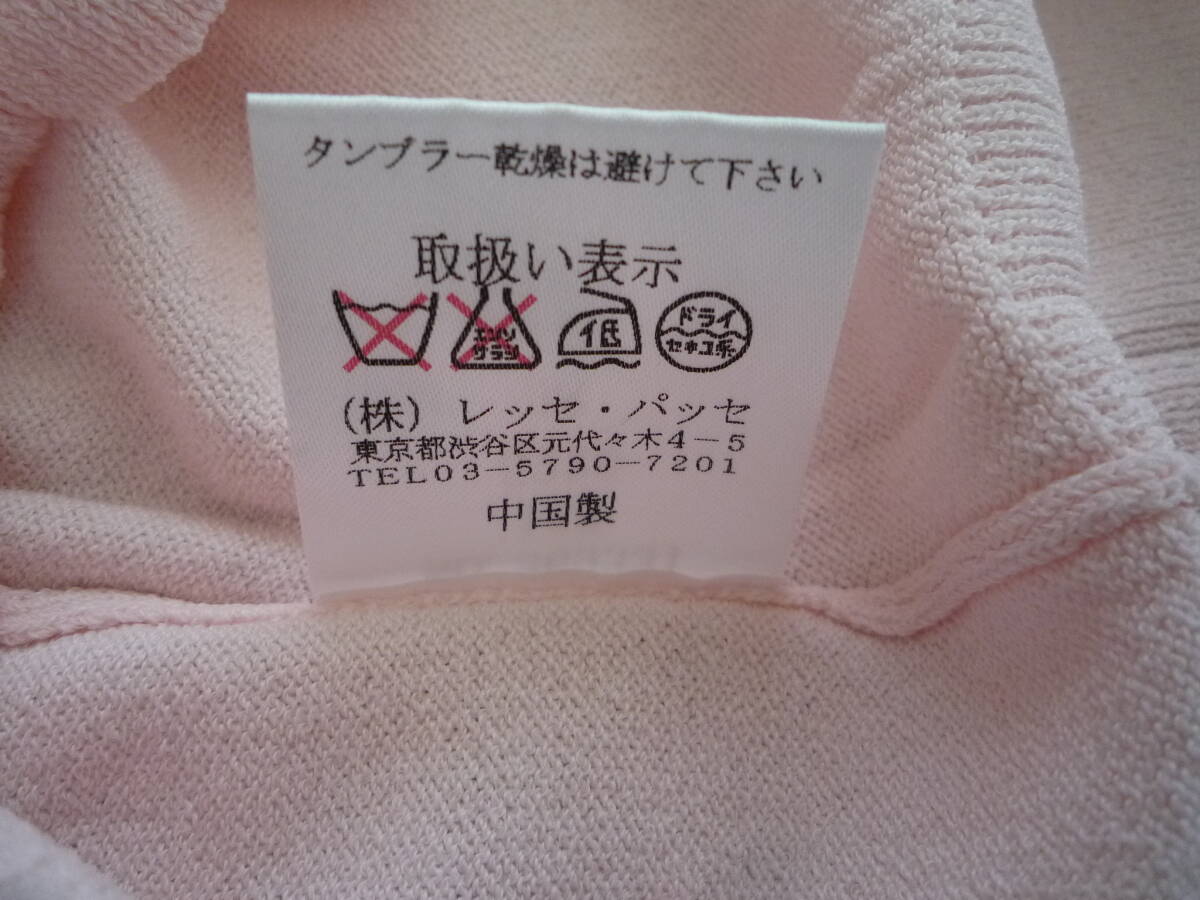 タンブラー乾燥は避けて下さい
取扱い表示
エンソ
サラシ
低
ドライ
セキユ系
(株) レッセ・パッセ
東京都渋谷区元代々木4-5
TEL03-5790-7201
中国製